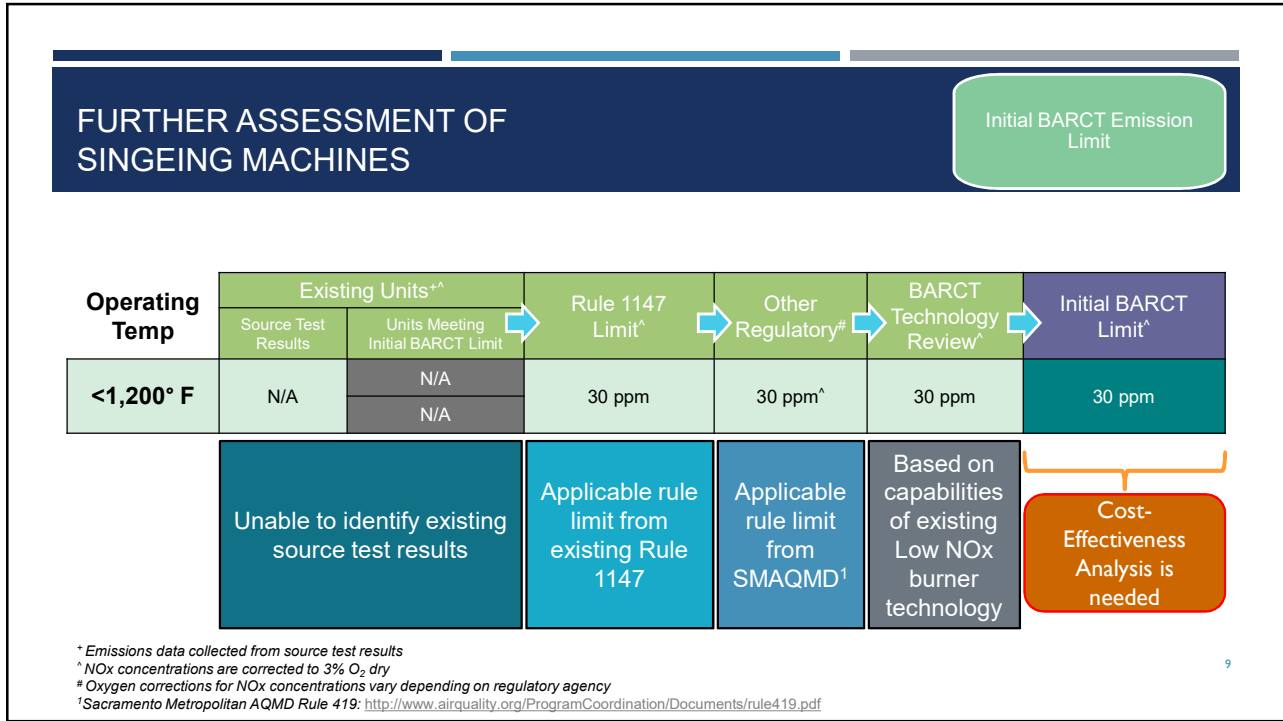 FURTHER ASSESSMENT OF
SINGEING MACHINES
Initial BARCT Emission
Limit
Operating
Temp
Existing Units+^
Source Test
Results
Units Meeting
Initial BARCT Limit
Rule 1147
Limit^
Other
Regulatory#
BARCT
Technology
Review^
Initial BARCT
Limit^
<1,200° F
N/A
N/A
N/A
30 ppm
30 ppm^
30 ppm
30 ppm
Unable to identify existing
source test results
Applicable rule
limit from
existing Rule
1147
Applicable
rule limit
from
SMAQMD1
Based on
capabilities
of existing
Low NOx
burner
technology
Cost-
Effectiveness
Analysis is
needed
+ Emissions data collected from source test results
^ NOx concentrations are corrected to 3% O2 dry
# Oxygen corrections for NOx concentrations vary depending on regulatory agency
1Sacramento Metropolitan AQMD Rule 419: http://www.airquality.org/ProgramCoordination/Documents/rule419.pdf
9